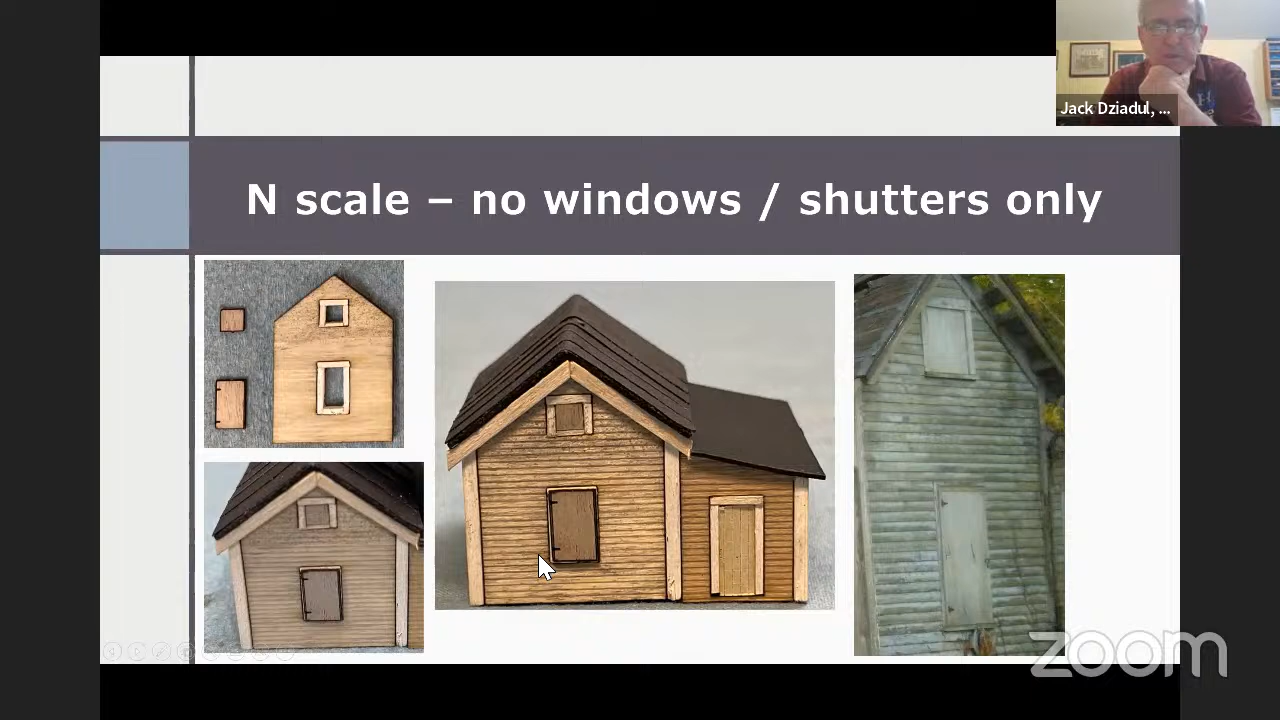 Jack Dziadul, ...
N scale – no windows / shutters only
zoom